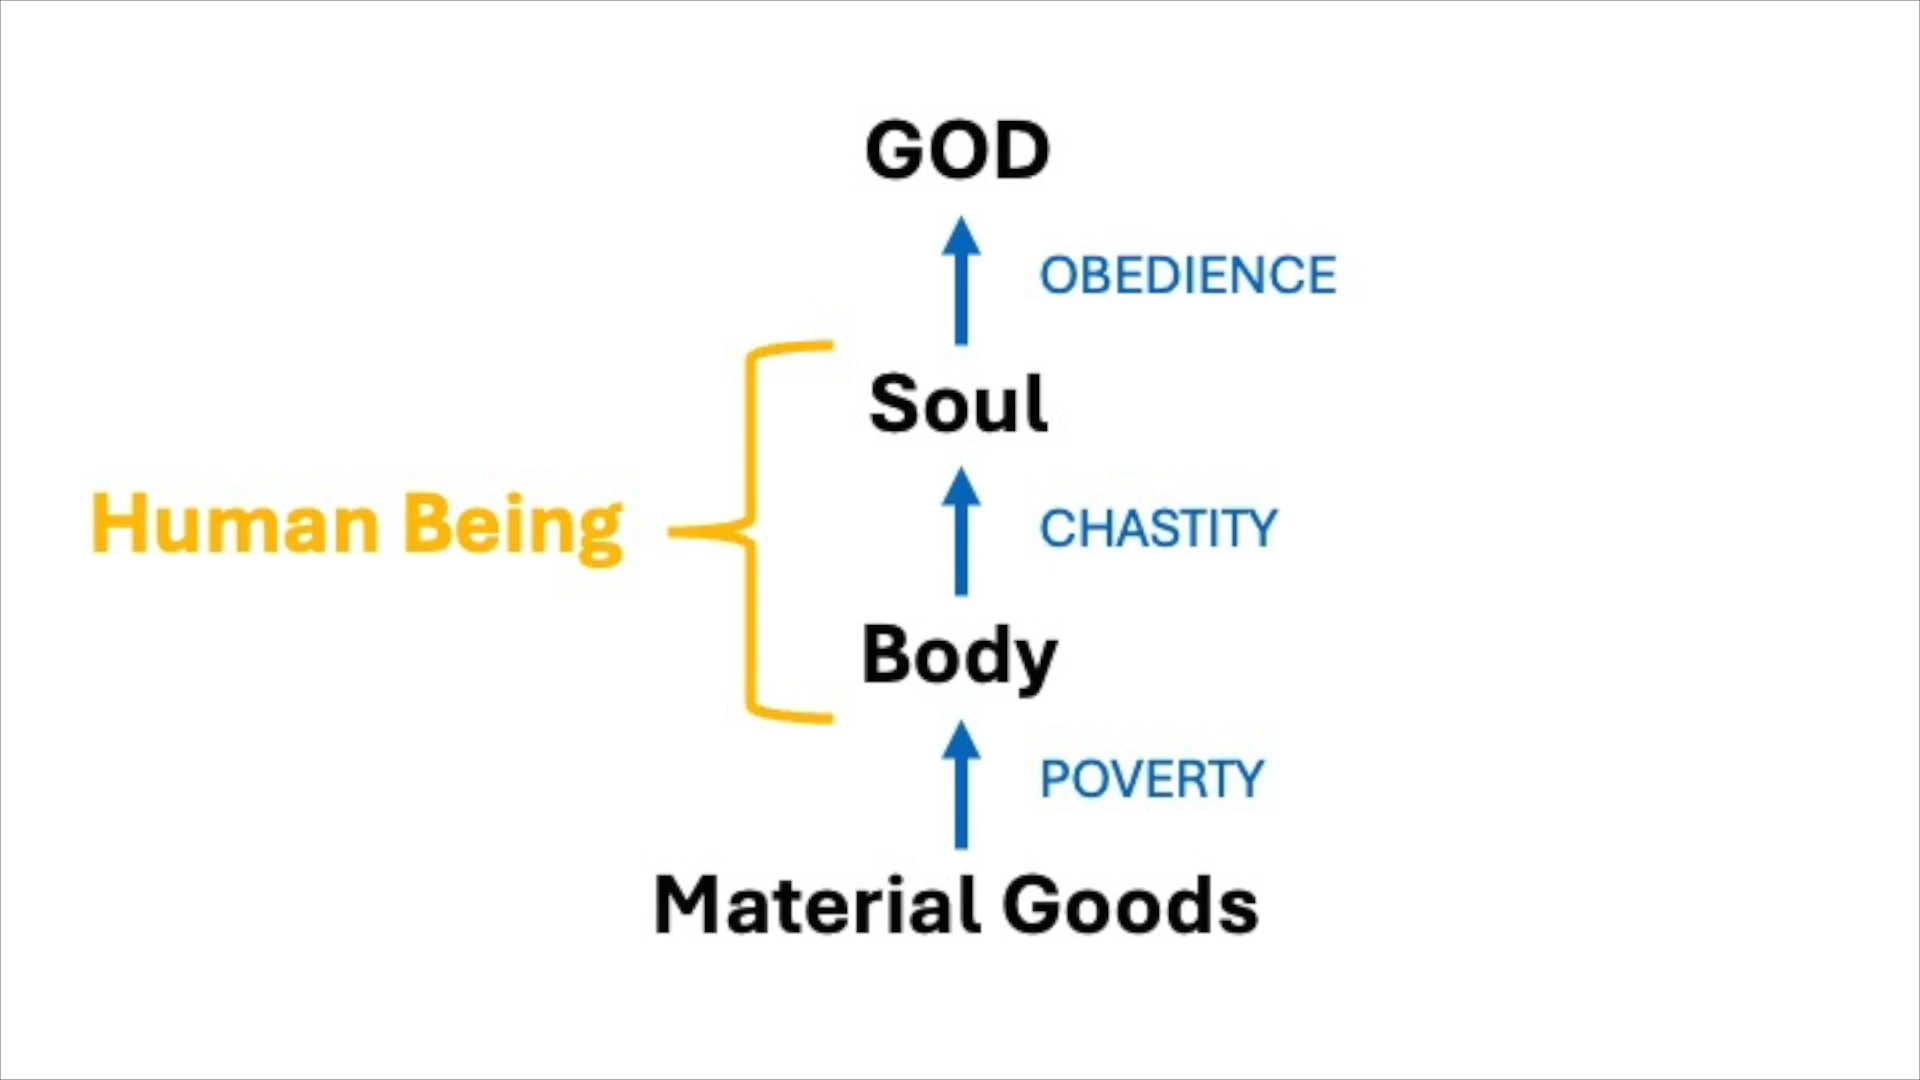 GOD
OBEDIENCE
Soul
CHASTITY
Human Being
Body
POVERTY
Material Goods